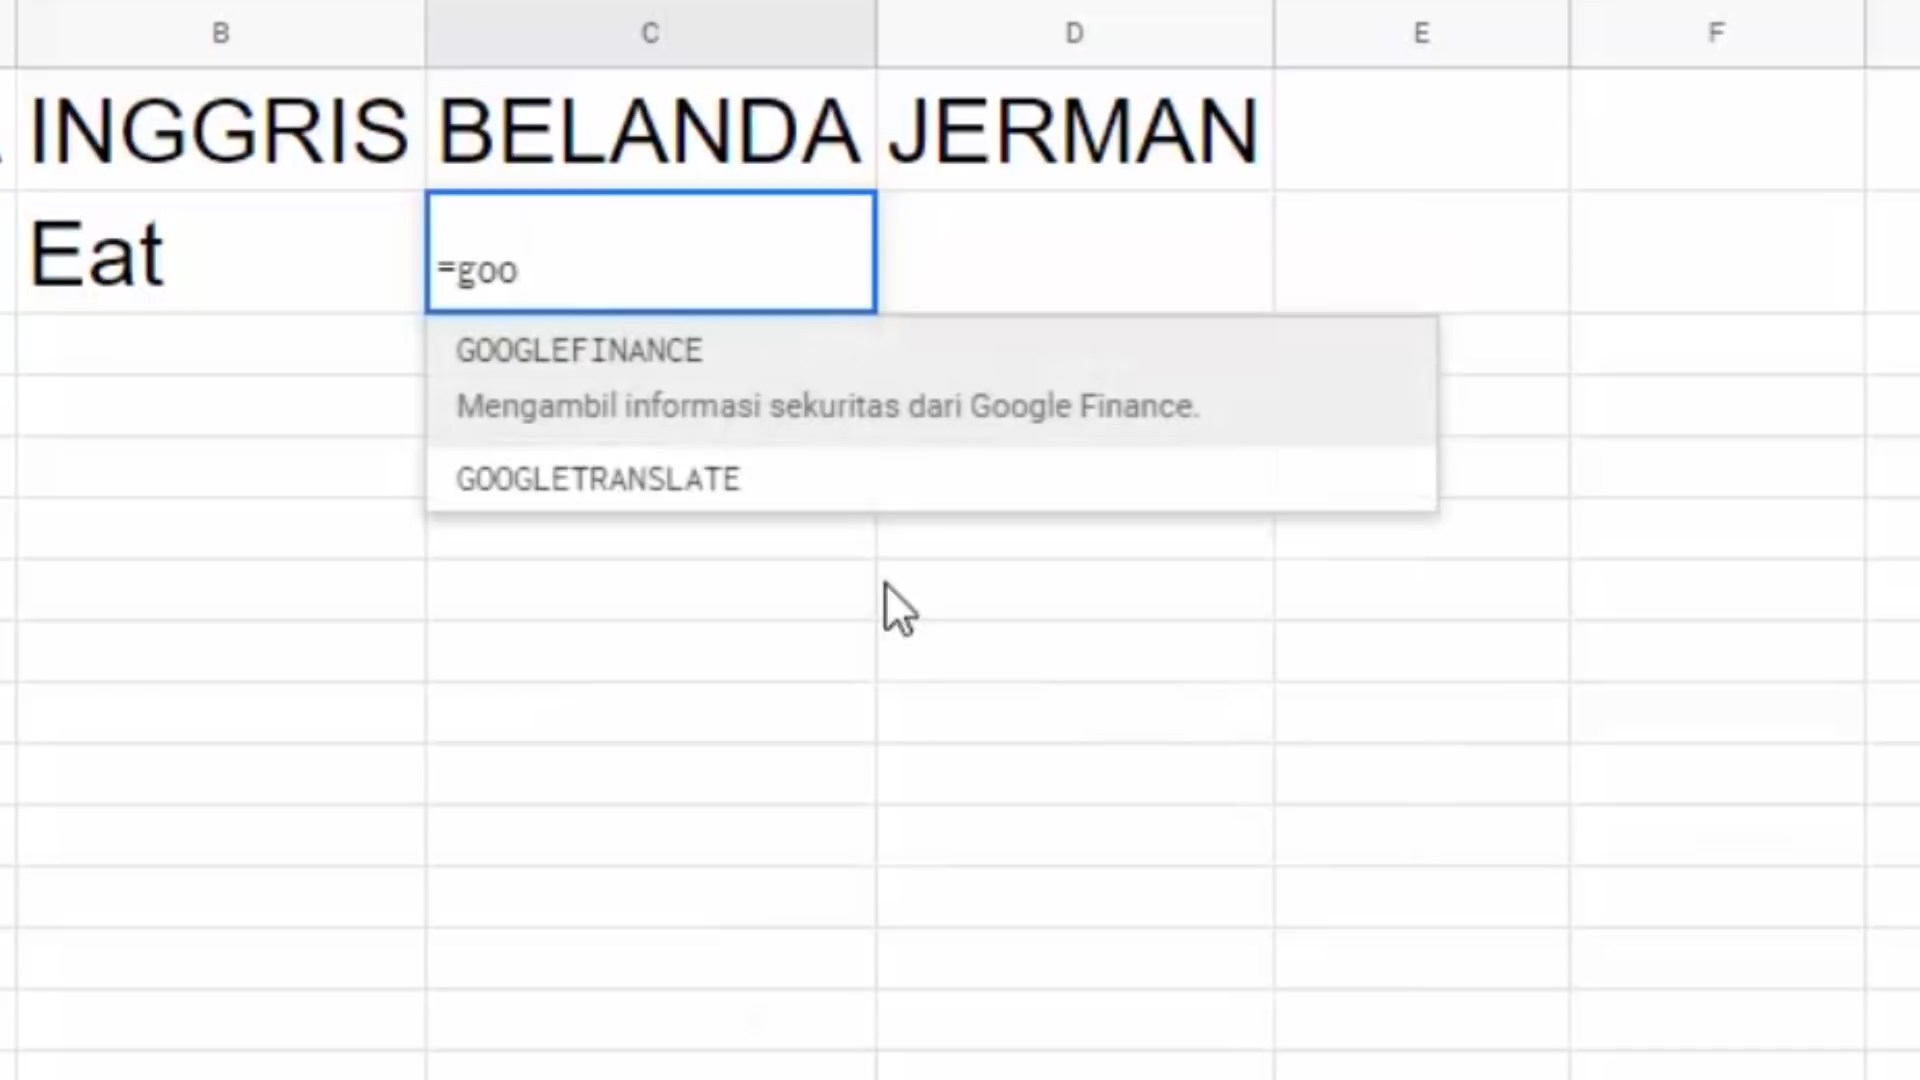 B C D E F
INGGRIS BELANDA JERMAN
Eat =goo
GOOGLEFINANCE
Mengambil informasi sekuritas dari Google Finance.
GOOGLETRANSLATE